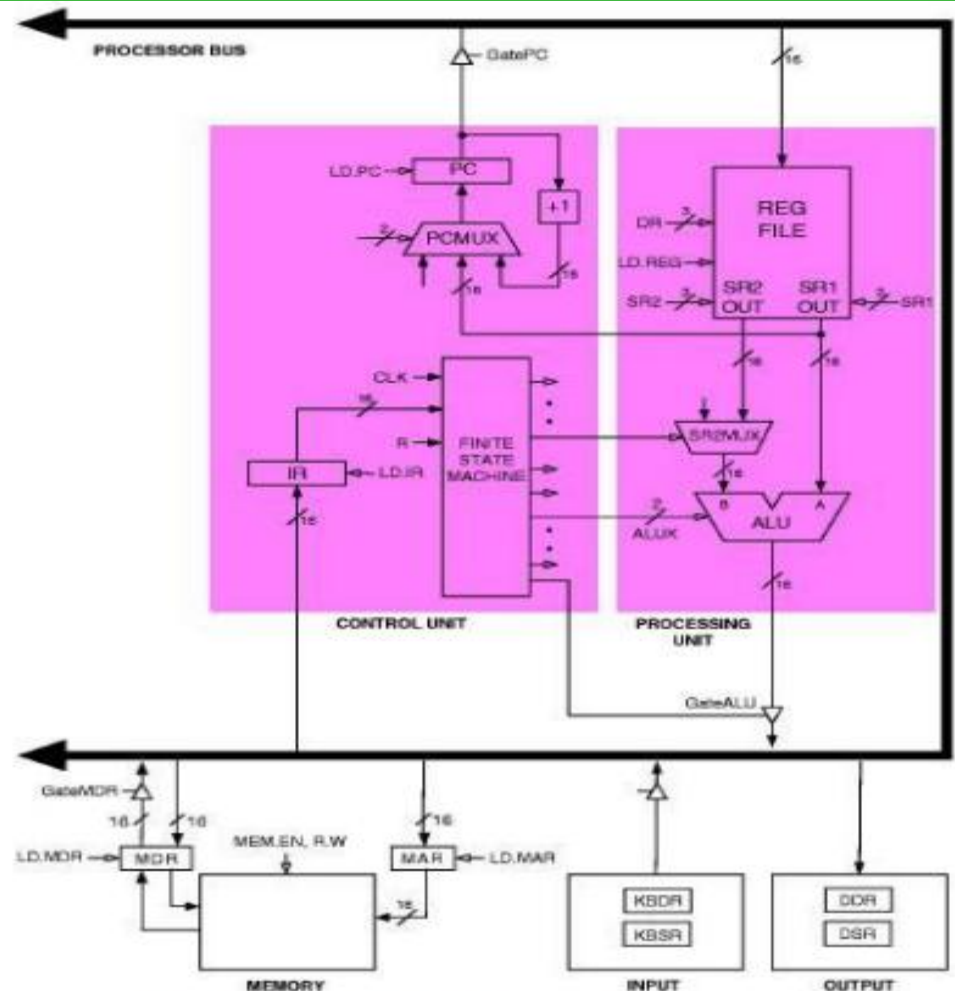 PROCESSOR BUS
GatePC
16
LD.PC
PC
+1
2
PCMUX
16
16
REG
FILE
DR
3
LD.REG
SR2
3
SR2
OUT
SR1
OUT
3
SR1
16
16
CLK
16
R
FINITE
STATE
MACHINE
IR
LD.IR
16
SR2MUX
16
B
A
ALU
2
ALUX
16
CONTROL UNIT
PROCESSING
UNIT
GateALU
GateMDR
16
16
16
LD.MDR
MDR
MEM.EN, R.W
MAR
LD.MAR
16
KBDR
KBSR
DDR
DSR
MEMORY
INPUT
OUTPUT